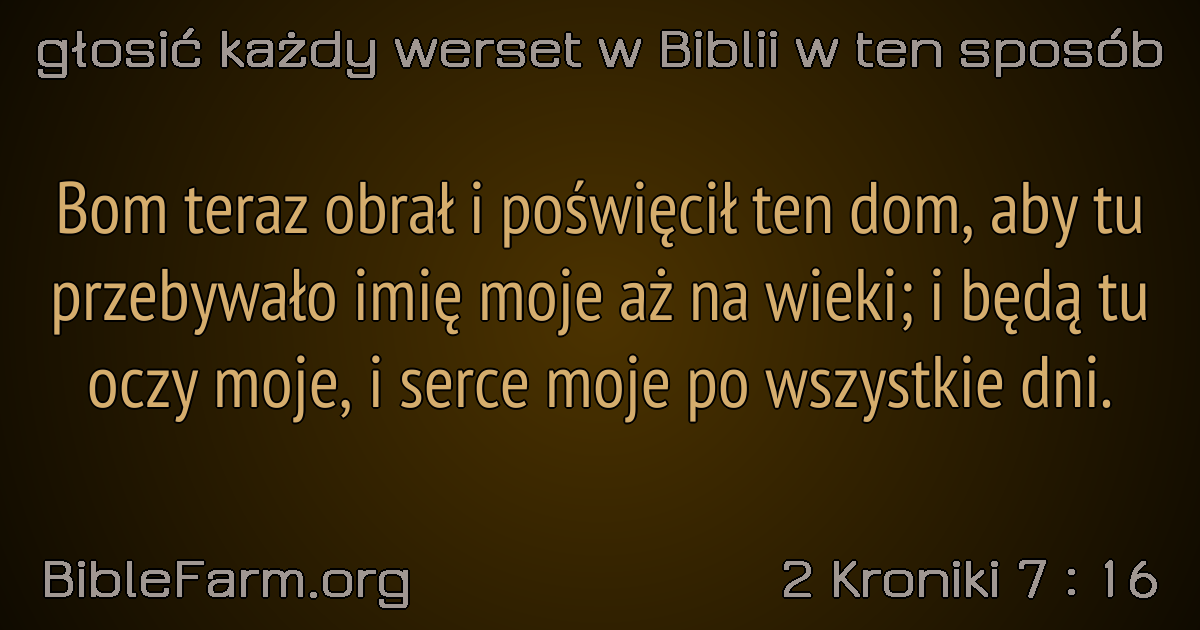 głosić każdy werset w Biblii w ten sposób
Bom teraz obrał i poświęcił ten dom, aby tu
przebywało imię moje aż na wieki; i będą tu
oczy moje, i serce moje po wszystkie dni.
BibleFarm.org
2 Kroniki 7 : 16